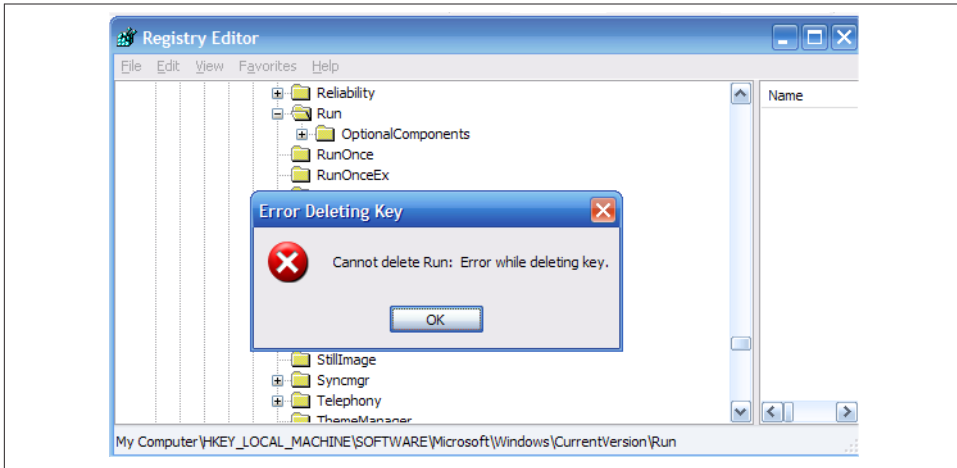 Registry Editor
File Edit View Favorites Help
Reliability
Run
OptionalComponents
RunOnce
RunOnceEx
Name
Error Deleting Key
Cannot delete Run: Error while deleting key.
OK
StillImage
Syncmgr
Telephony
ThemeManager
My Computer\HKEY_LOCAL_MACHINE\SOFTWARE\Microsoft\Windows\CurrentVersion\Run